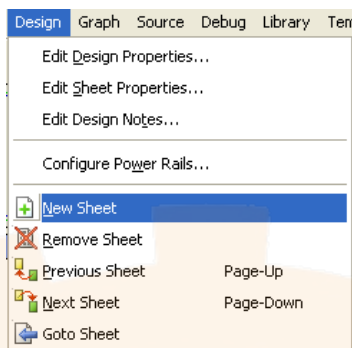 Design Graph Source Debug Library
Edit Design Properties...
Edit Sheet Properties...
Edit Design Notes...
Configure Power Rails...
New Sheet
Remove Sheet
Previous Sheet Page-Up
Next Sheet Page-Down
Goto Sheet